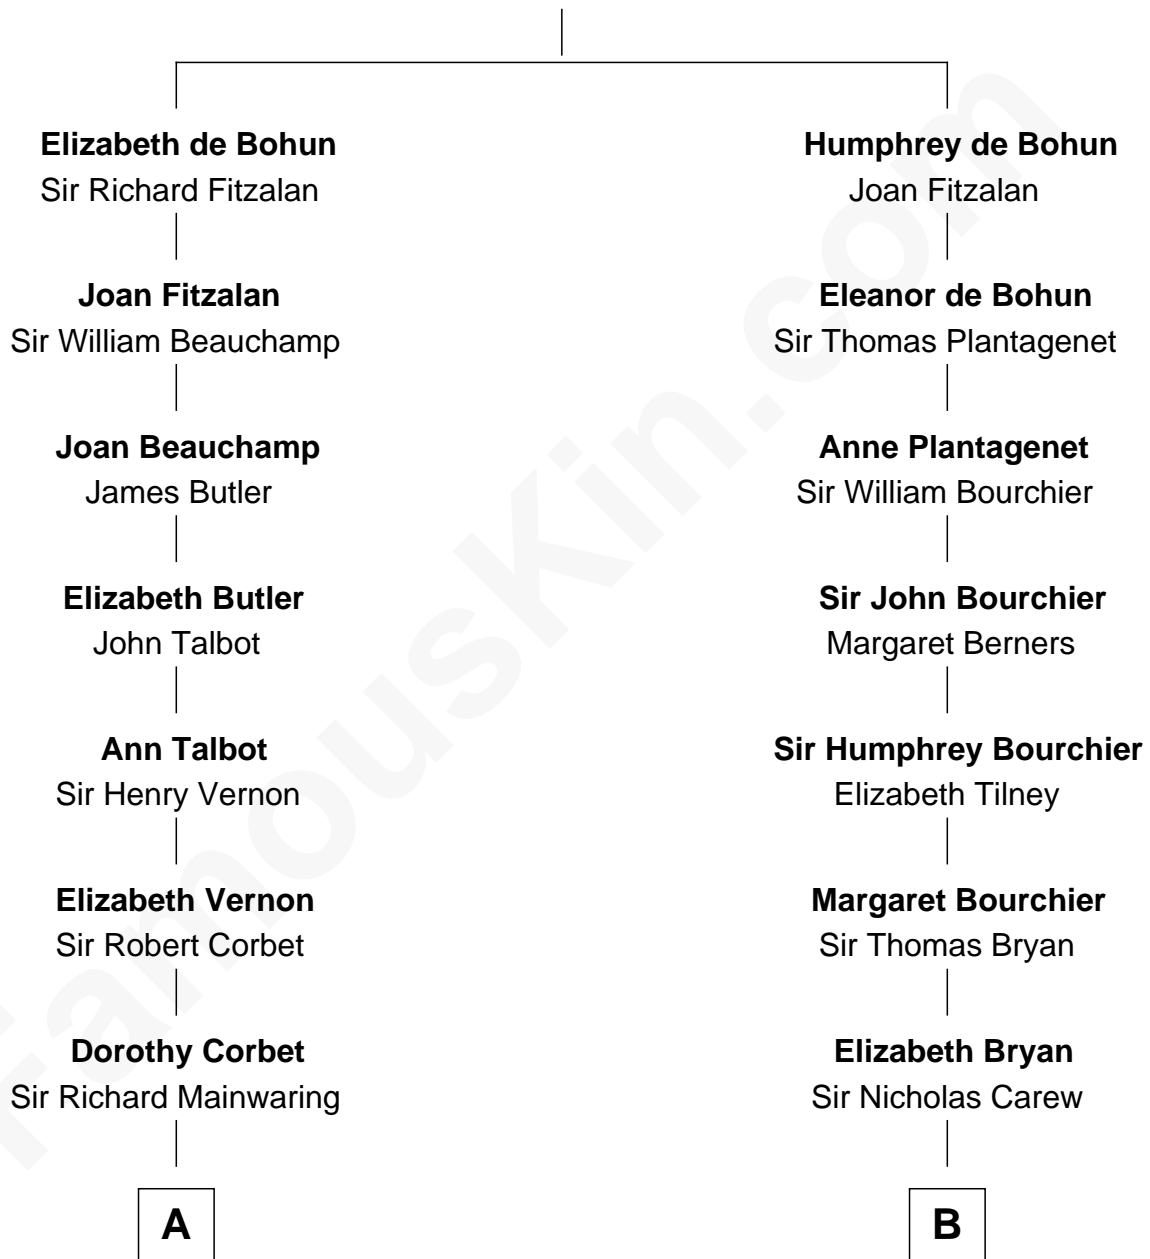 Elizabeth de Bohun
Sir Richard Fitzalan
Humphrey de Bohun
Joan Fitzalan
Joan Fitzalan
Sir William Beauchamp
Eleanor de Bohun
Sir Thomas Plantagenet
Joan Beauchamp
James Butler
Anne Plantagenet
Sir William Bourchier
Elizabeth Butler
John Talbot
Sir John Bourchier
Margaret Berners
Ann Talbot
Sir Henry Vernon
Sir Humphrey Bourchier
Elizabeth Tilney
Elizabeth Vernon
Sir Robert Corbet
Margaret Bourchier
Sir Thomas Bryan
Dorothy Corbet
Sir Richard Mainwaring
Elizabeth Bryan
Sir Nicholas Carew
A
B
FamousKin.com